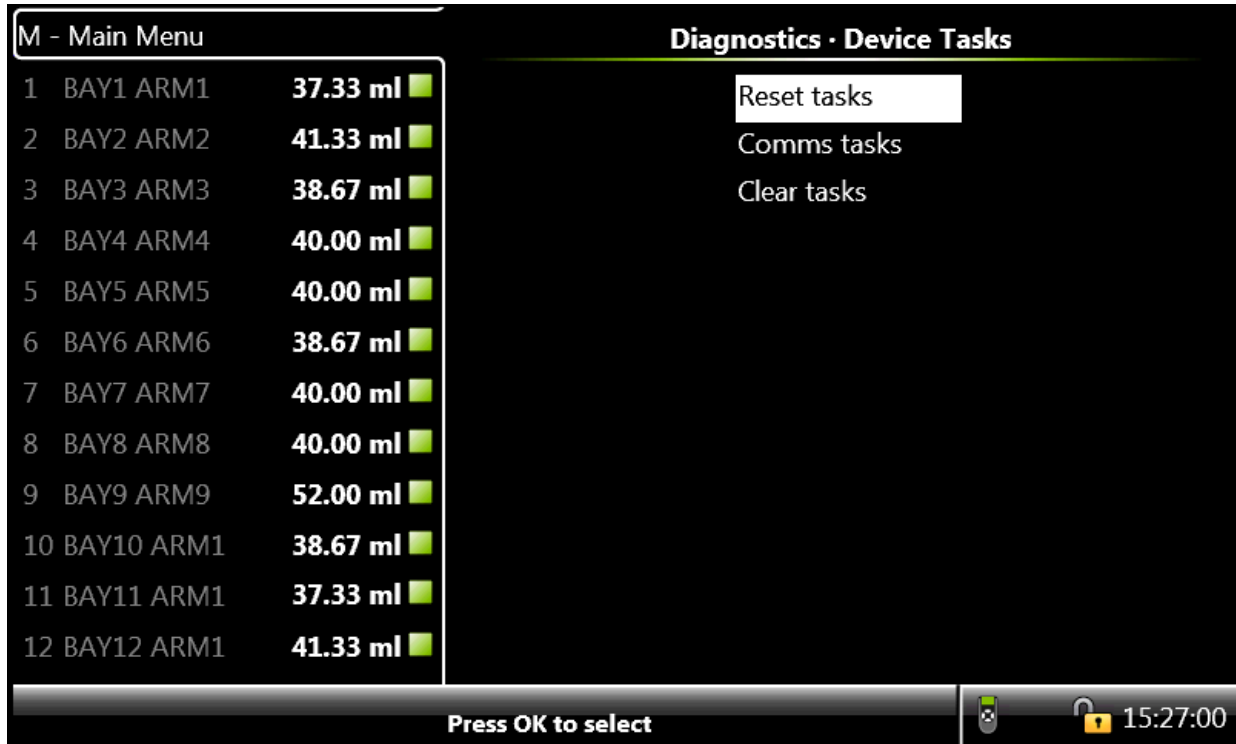 M - Main Menu
1 BAY1 ARM1 37.33 ml
2 BAY2 ARM2 41.33 ml
3 BAY3 ARM3 38.67 ml
4 BAY4 ARM4 40.00 ml
5 BAY5 ARM5 40.00 ml
6 BAY6 ARM6 38.67 ml
7 BAY7 ARM7 40.00 ml
8 BAY8 ARM8 40.00 ml
9 BAY9 ARM9 52.00 ml
10 BAY10 ARM1 38.67 ml
11 BAY11 ARM1 37.33 ml
12 BAY12 ARM1 41.33 ml
Diagnostics · Device Tasks
Reset tasks
Comms tasks
Clear tasks
Press OK to select
15:27:00